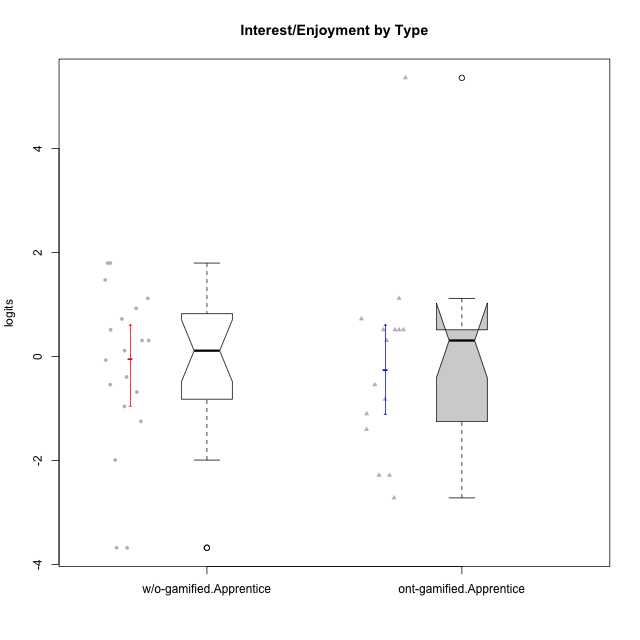 Interest/Enjoyment by Type
logits
4
2
0
-2
-4
w/o-gamified.Apprentice
ont-gamified.Apprentice